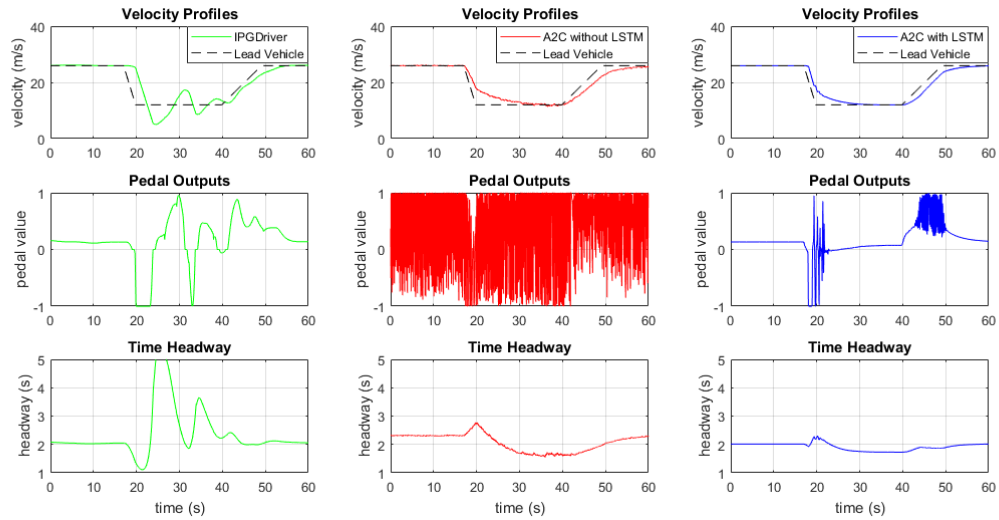 Velocity Profiles
velocity (m/s)
40
20
0
IPGDriver
Lead Vehicle
0 10 20 30 40 50 60
Velocity Profiles
velocity (m/s)
40
20
0
A2C without LSTM
Lead Vehicle
0 10 20 30 40 50 60
Velocity Profiles
velocity (m/s)
40
20
0
A2C with LSTM
Lead Vehicle
0 10 20 30 40 50 60
Pedal Outputs
pedal value
1
0
-1
0 10 20 30 40 50 60
Pedal Outputs
pedal value
1
0
-1
0 10 20 30 40 50 60
Pedal Outputs
pedal value
1
0
-1
0 10 20 30 40 50 60
Time Headway
headway (s)
5
4
3
2
1
0 10 20 30 40 50 60
time (s)
Time Headway
headway (s)
5
4
3
2
1
0 10 20 30 40 50 60
time (s)
Time Headway
headway (s)
5
4
3
2
1
0 10 20 30 40 50 60
time (s)